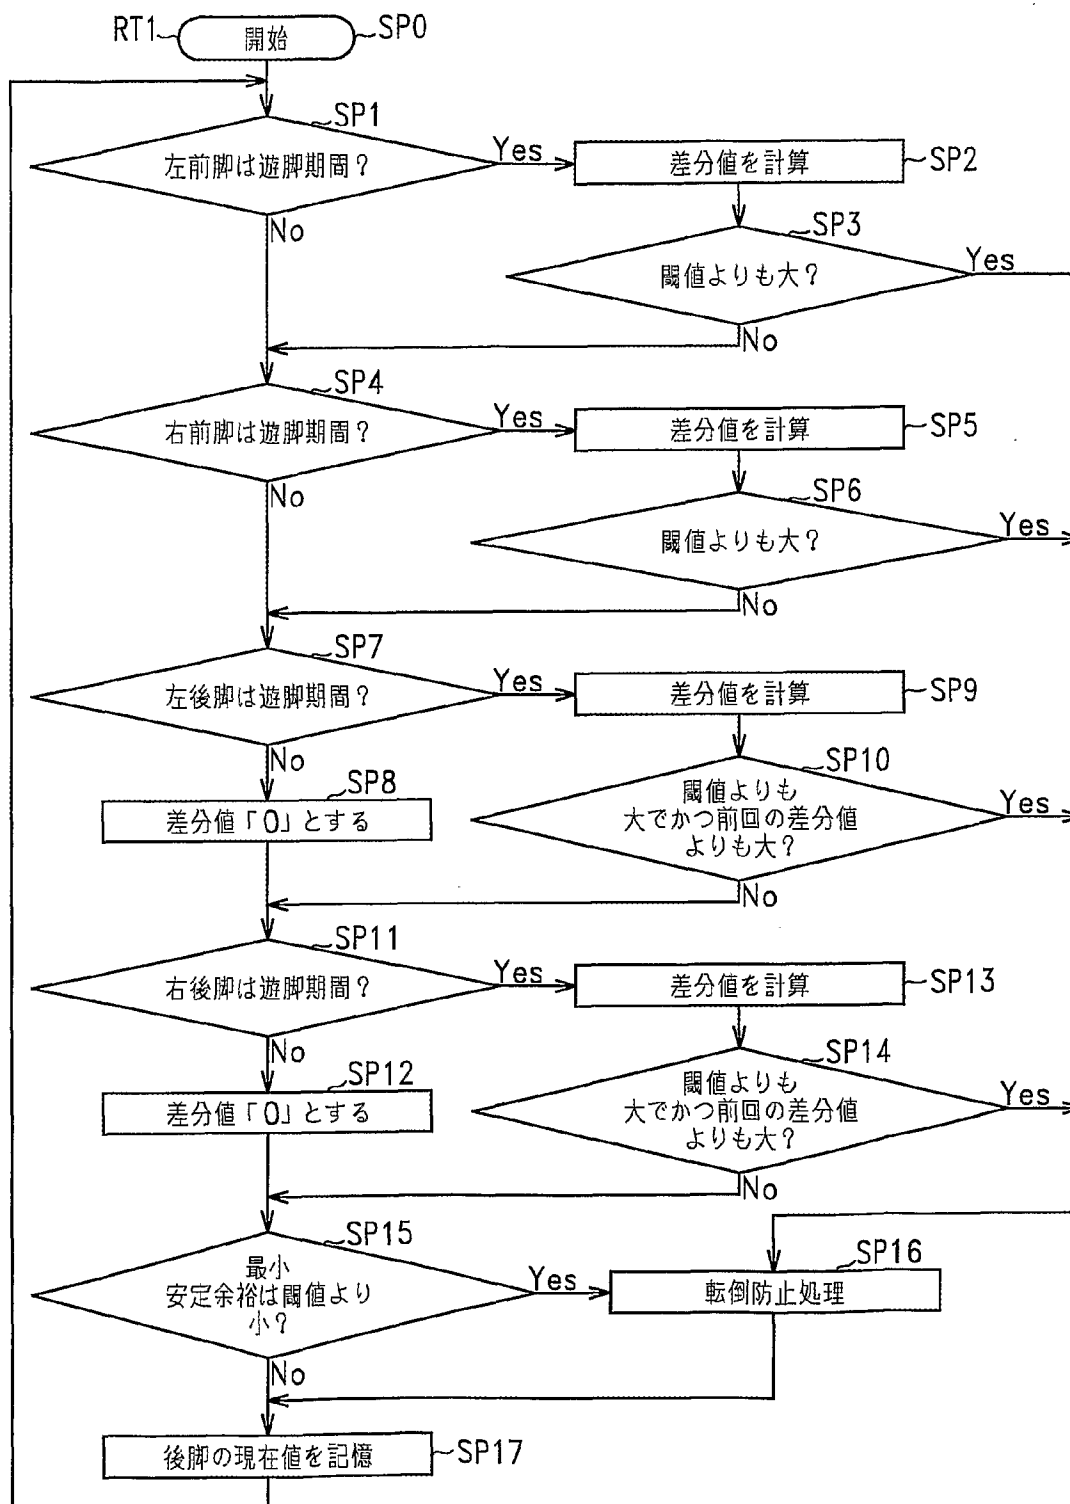 RT1
開始
SP0
SP1
左前脚は遊脚期間?
Yes
差分値を計算
SP2
No
SP3
閾値よりも大?
Yes
No
SP4
右前脚は遊脚期間?
Yes
差分値を計算
SP5
No
SP6
閾値よりも大?
Yes
No
SP7
左後脚は遊脚期間?
Yes
差分値を計算
SP9
No
SP8
差分値「0」とする
SP10
閾値よりも
大でかつ前回の差分値
よりも大?
Yes
No
SP11
右後脚は遊脚期間?
Yes
差分値を計算
SP13
No
SP12
差分値「0」とする
SP14
閾値よりも
大でかつ前回の差分値
よりも大?
Yes
No
SP15
最小
安定余裕は閾値より
小?
Yes
SP16
転倒防止処理
No
後脚の現在値を記憶
SP17